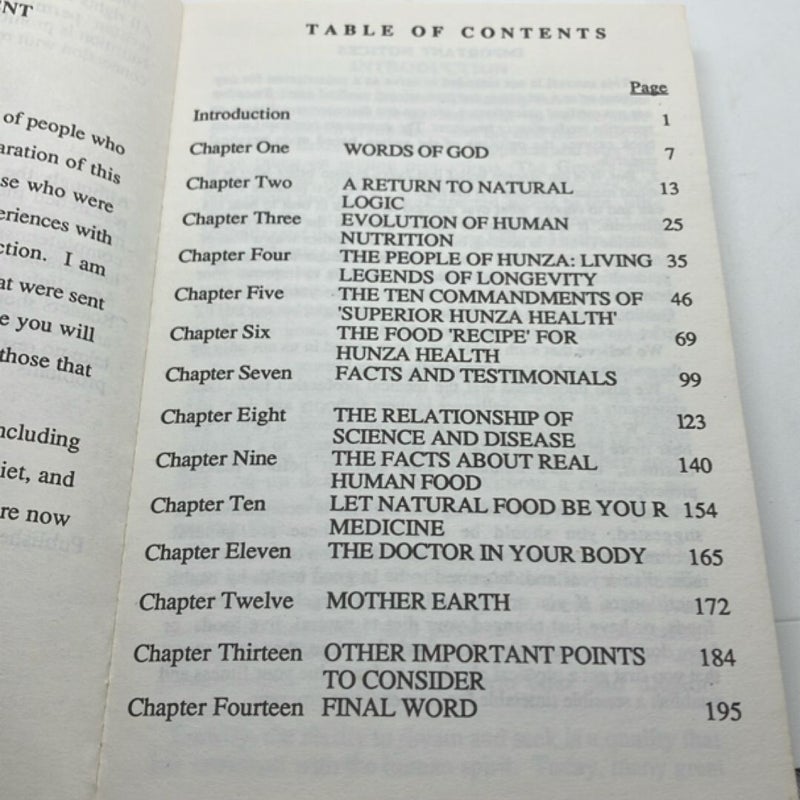 ENT
of people who
aration of this
se who were
eriences with
ction. I am
at were sent
e you will
those that
ncluding
iet, and
re now
TABLE OF CONTENTS
Page
Introduction 1
Chapter One WORDS OF GOD 7
Chapter Two A RETURN TO NATURAL 13
LOGIC
Chapter Three EVOLUTION OF HUMAN 25
NUTRITION
Chapter Four THE PEOPLE OF HUNZA: LIVING 35
LEGENDS OF LONGEVITY
Chapter Five THE TEN COMMANDMENTS OF 46
'SUPERIOR HUNZA HEALTH'
Chapter Six THE FOOD 'RECIPE' FOR 69
HUNZA HEALTH
Chapter Seven FACTS AND TESTIMONIALS 99
Chapter Eight THE RELATIONSHIP OF 123
SCIENCE AND DISEASE
Chapter Nine THE FACTS ABOUT REAL 140
HUMAN FOOD
Chapter Ten LET NATURAL FOOD BE YOU R 154
MEDICINE
Chapter Eleven THE DOCTOR IN YOUR BODY 165
Chapter Twelve MOTHER EARTH 172
Chapter Thirteen OTHER IMPORTANT POINTS 184
TO CONSIDER
Chapter Fourteen FINAL WORD 195